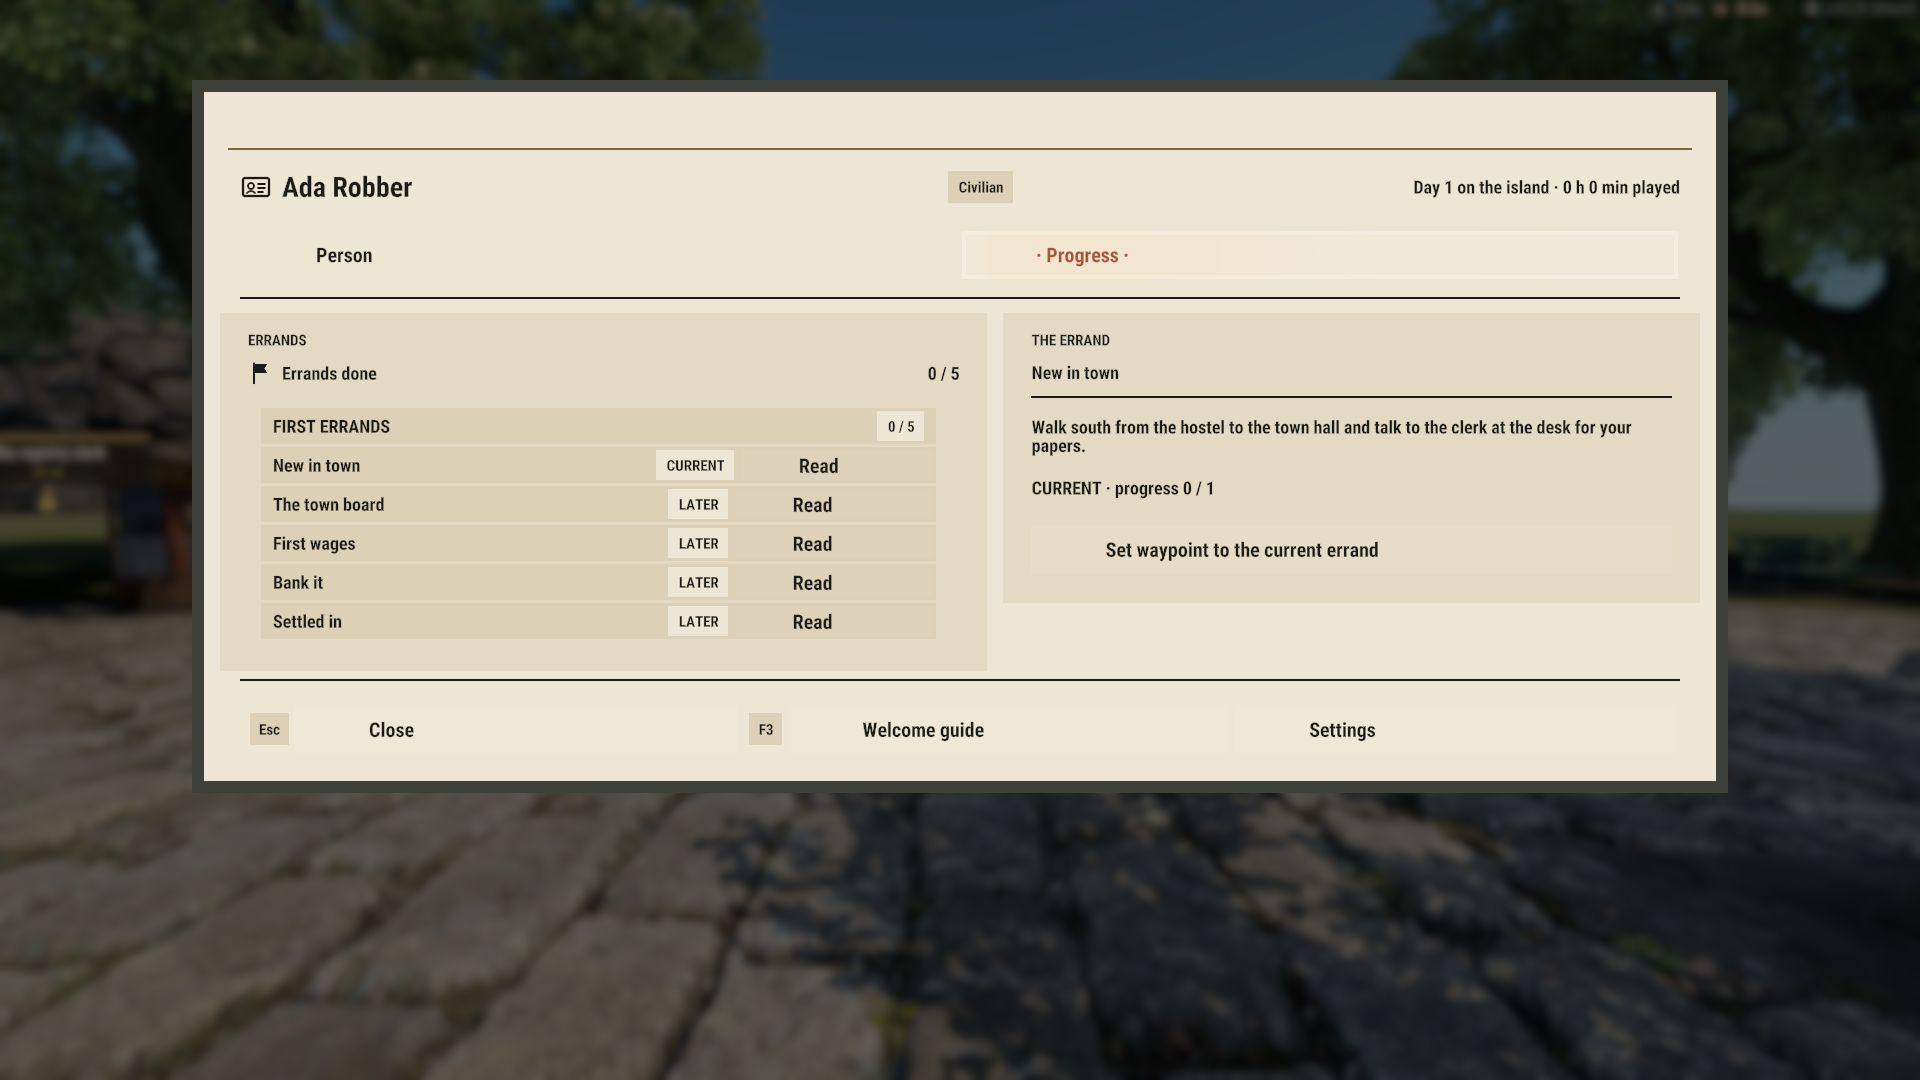 Ada Robber
Civilian
Day 1 on the island · 0 h 0 min played
Person
· Progress ·
ERRANDS
Errands done
0 / 5
FIRST ERRANDS
0 / 5
New in town
CURRENT
Read
The town board
LATER
Read
First wages
LATER
Read
Bank it
LATER
Read
Settled in
LATER
Read
THE ERRAND
New in town
Walk south from the hostel to the town hall and talk to the clerk at the desk for your
papers.
CURRENT · progress 0 / 1
Set waypoint to the current errand
Esc
Close
F3
Welcome guide
Settings